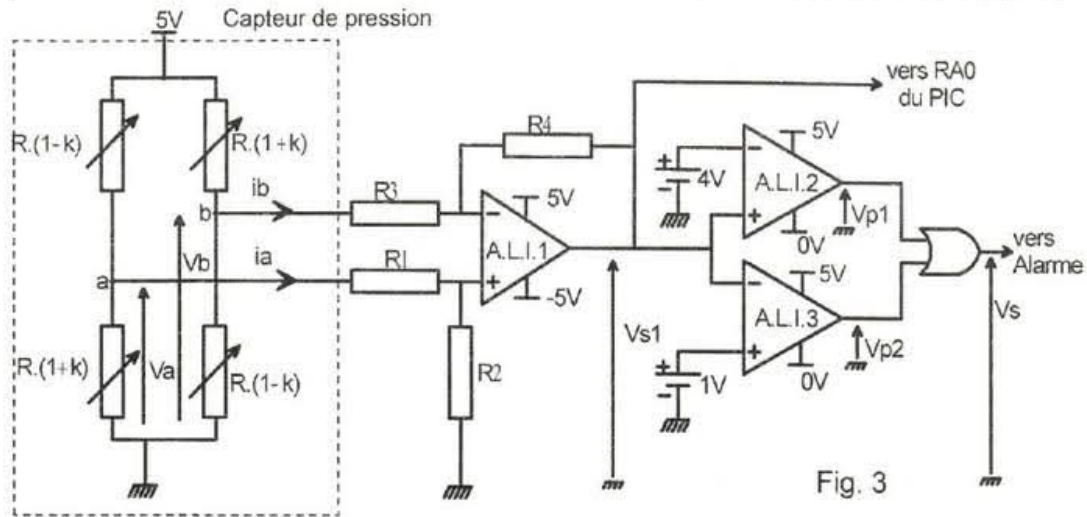 5V
Capteur de pression
R.(1-k)
R.(1+k)
ib
b
Vb
ia
a
R.(1+k)
Va
R.(1-k)
R3
R4
R1
R2
-
+
A.L.I.1
5V
-5V
Vs1
vers RA0
du PIC
+
-
4V
-
+
A.L.I.2
5V
0V
Vp1
+
-
1V
-
+
A.L.I.3
5V
0V
Vp2
vers
Alarme
Vs
Fig. 3